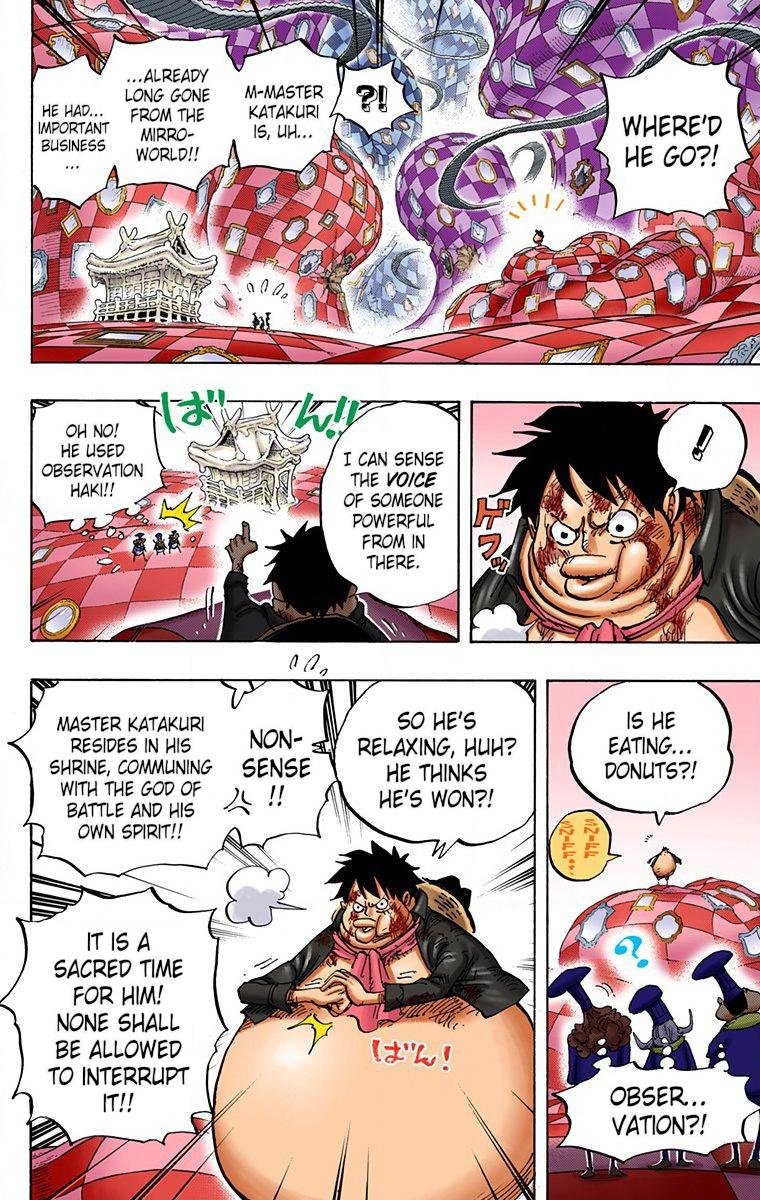 WHERE'D
HE GO?!
?!
M-MASTER
KATAKURI
IS, UH...
...ALREADY
LONG GONE
FROM THE
MIRRO-
WORLD!!
HE HAD...
IMPORTANT
BUSINESS
...
!
ゲフッ
I CAN SENSE
THE VOICE
OF SOMEONE
POWERFUL
FROM IN
THERE.
ばん!!
OH NO!
HE USED
OBSERVATION
HAKI!!
IS HE
EATING...
DONUTS?!
SNIFF
SNIFF..
?
OBSER...
VATION?!
SO HE'S
RELAXING, HUH?
HE THINKS
HE'S WON?!
NON-
SENSE
!!
MASTER KATAKURI
RESIDES IN HIS
SHRINE, COMMUNING
WITH THE GOD OF
BATTLE AND HIS
OWN SPIRIT!!
ばん!
IT IS A
SACRED TIME
FOR HIM!
NONE SHALL
BE ALLOWED
TO INTERRUPT
IT!!